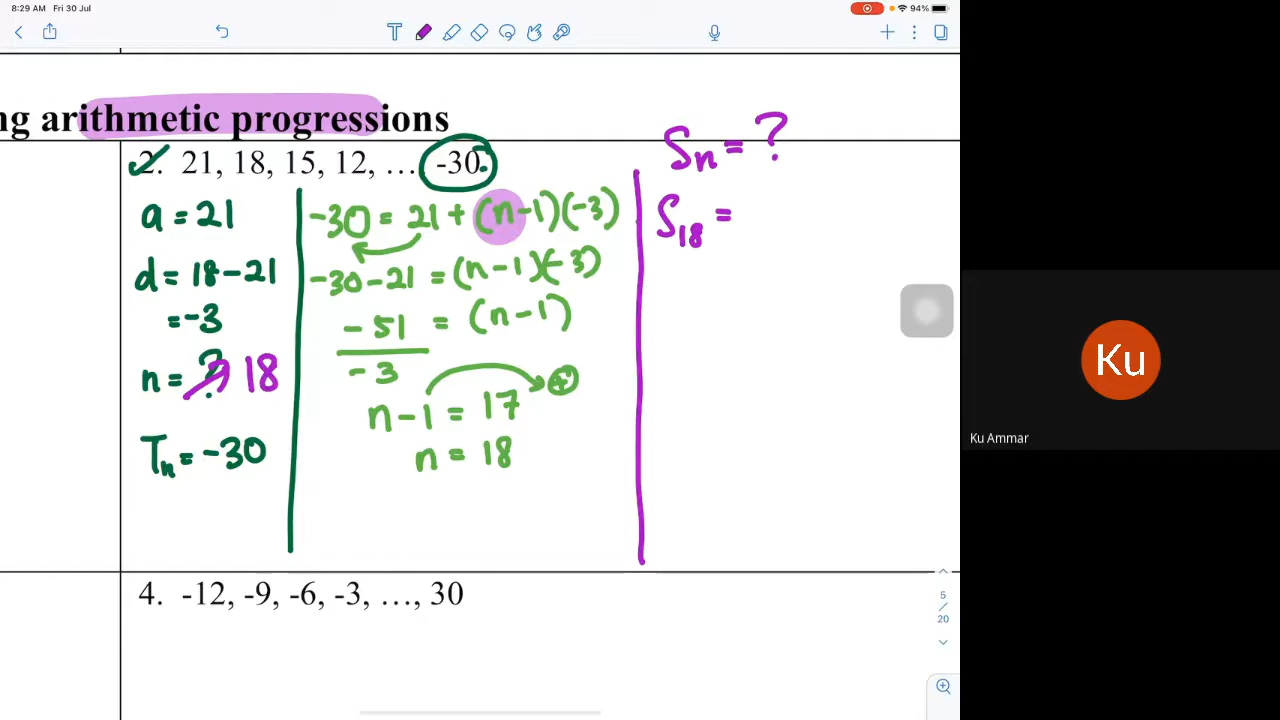 8:29 AM Fri 30 Jul
94%
ng arithmetic progressions
2. 21, 18, 15, 12, …, -30.
a = 21
d = 18 - 21
= -3
n = ? 18
Tn = -30
-30 = 21 + (n-1)(-3)
-30 - 21 = (n-1)(-3)
-51 = (n-1)
-3
n - 1 = 17
+
n = 18
Sn = ?
S18 =
4. -12, -9, -6, -3, …, 30
5
/
20
Ku
Ku Ammar